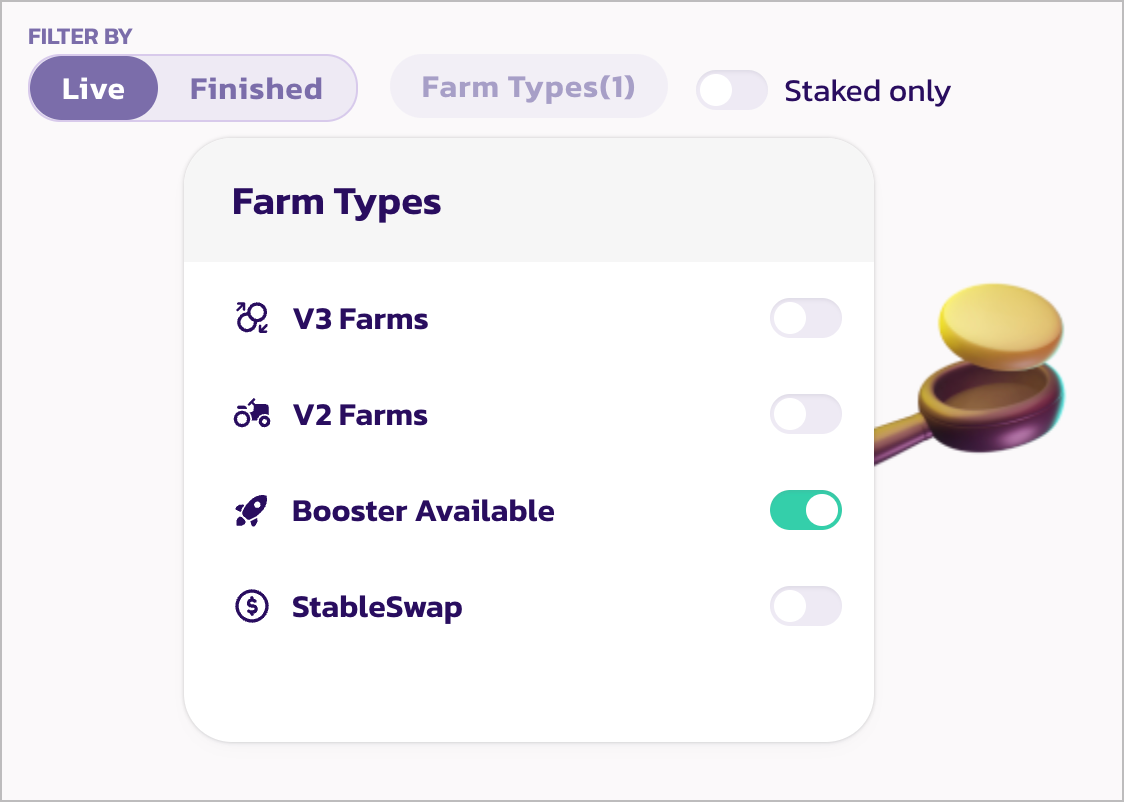 FILTER BY
Live Finished Farm Types(1) Staked only
Farm Types
V3 Farms
V2 Farms
Booster Available
$ StableSwap